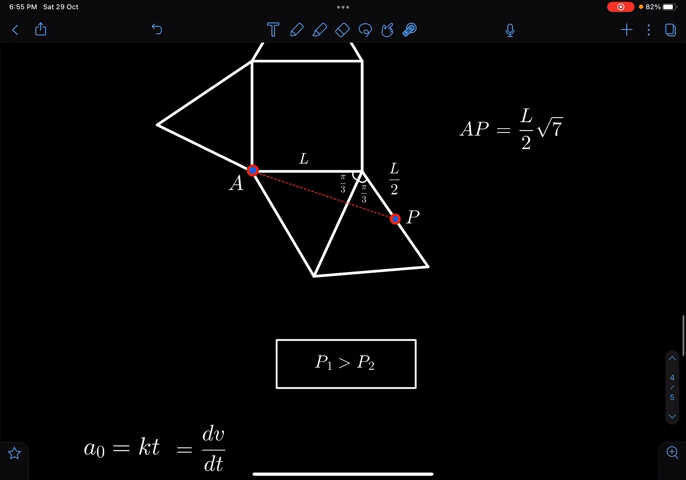 6:55 PM Sat 29 Oct
82%
T
AP = L/2 √7
L
A
π/3
π/3
L/2
P
P₁ > P₂
4
/
5
a₀ = kt = dv/dt